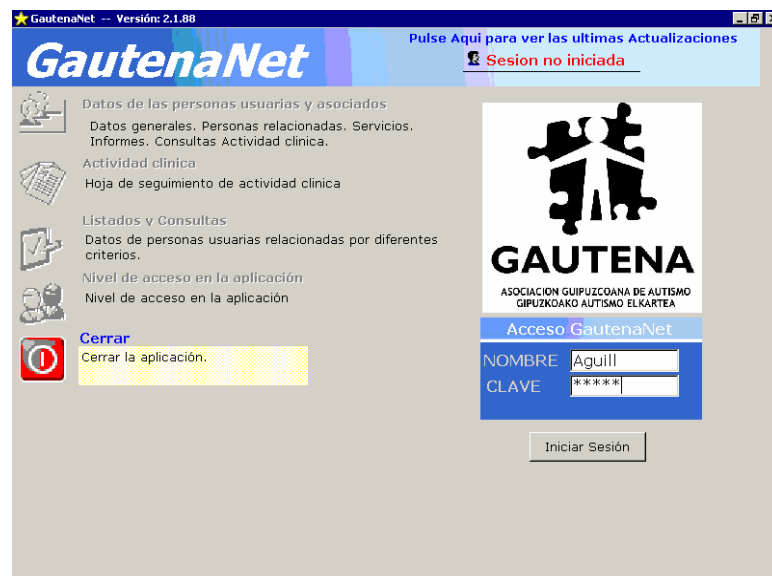 GautenaNet -- Versión: 2.1.88
GautenaNet
Pulse Aqui para ver las ultimas Actualizaciones
Sesion no iniciada
Datos de las personas usuarias y asociados
Datos generales. Personas relacionadas. Servicios.
Informes. Consultas Actividad clinica.
Actividad clinica
Hoja de seguimiento de actividad clinica
Listados y Consultas
Datos de personas usuarias relacionadas por diferentes
criterios.
Nivel de acceso en la aplicación
Nivel de acceso en la aplicación
Cerrar
Cerrar la aplicación.
GAUTENA
ASOCIACION GUIPUZCOANA DE AUTISMO
GIPUZKOAKO AUTISMO ELKARTEA
Acceso GautenaNet
NOMBRE Aguill
CLAVE *****
Iniciar Sesión